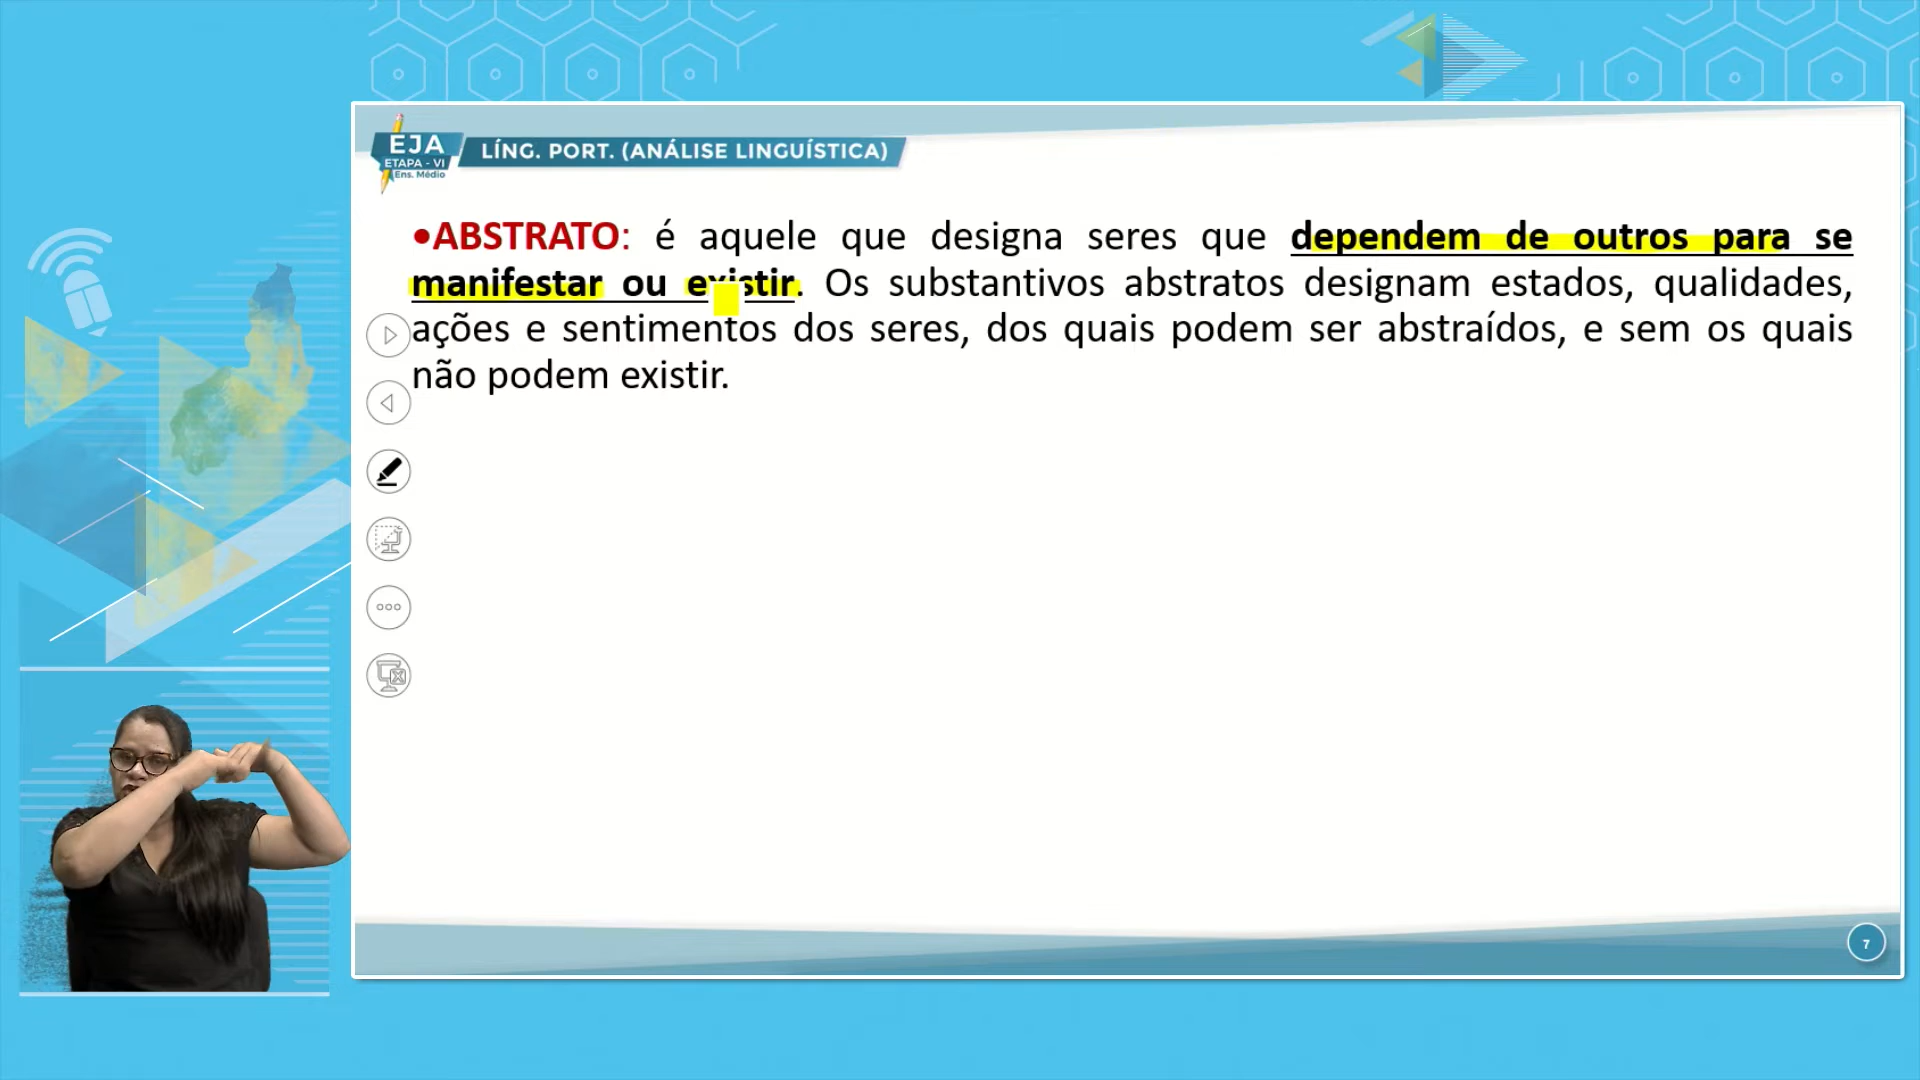 EJA
ETAPA - VI
Ens. Médio
LÍNG. PORT. (ANÁLISE LINGUÍSTICA)
•ABSTRATO: é aquele que designa seres que dependem de outros para se
manifestar ou existir. Os substantivos abstratos designam estados, qualidades,
ações e sentimentos dos seres, dos quais podem ser abstraídos, e sem os quais
não podem existir.
7